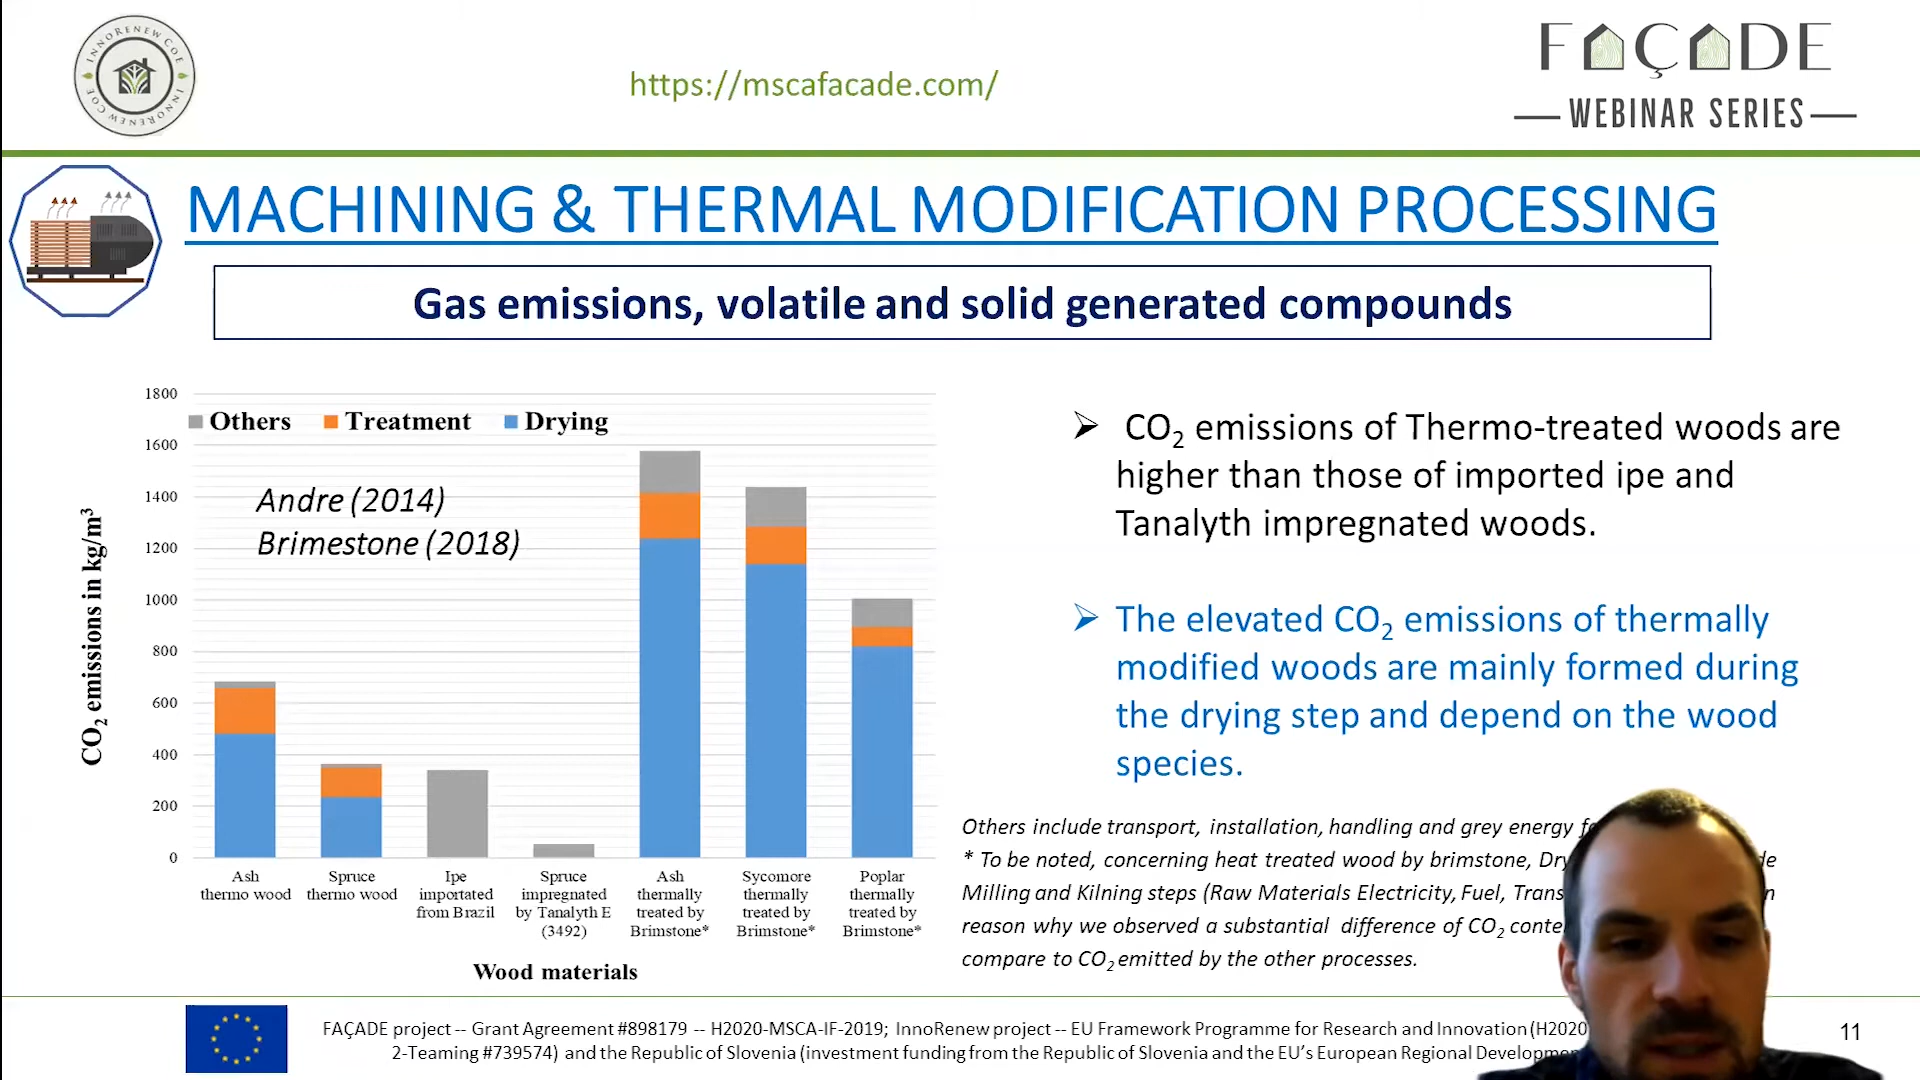 INNORENEW COE INNORENEW COE
https://mscafacade.com/
FAÇADE
WEBINAR SERIES
MACHINING & THERMAL MODIFICATION PROCESSING
Gas emissions, volatile and solid generated compounds
1800
1600
1400
1200
1000
800
600
400
200
0
CO2 emissions in kg/m3
Others Treatment Drying
Andre (2014)
Brimestone (2018)
Ash
thermo wood
Spruce
thermo wood
Ipe
importated
from Brazil
Spruce
impregnated
by Tanalyth E
(3492)
Ash
thermally
treated by
Brimstone*
Sycomore
thermally
treated by
Brimstone*
Poplar
thermally
treated by
Brimstone*
Wood materials
➢ CO2 emissions of Thermo-treated woods are
higher than those of imported ipe and
Tanalyth impregnated woods.
➢ The elevated CO2 emissions of thermally
modified woods are mainly formed during
the drying step and depend on the wood
species.
Others include transport, installation, handling and grey energy
* To be noted, concerning heat treated wood by brimstone,
Milling and Kilning steps (Raw Materials Electricity, Fuel,
reason why we observed a substantial difference of CO2
compare to CO2 emitted by the other processes.
FAÇADE project -- Grant Agreement #898179 -- H2020-MSCA-IF-2019; InnoRenew project -- EU Framework Programme for Research and Innovation (H2020
2-Teaming #739574) and the Republic of Slovenia (investment funding from the Republic of Slovenia and the EU's European Regional
11